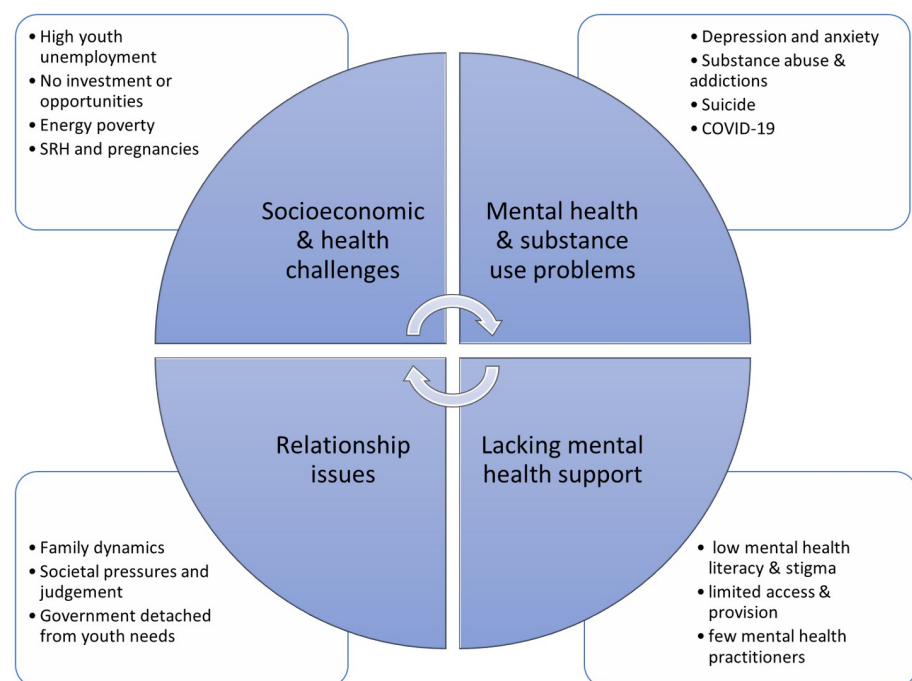 • High youth
unemployment
• No investment or
opportunities
• Energy poverty
• SRH and pregnancies
• Depression and anxiety
• Substance abuse &
addictions
• Suicide
• COVID-19
Socioeconomic
& health
challenges
Mental health
& substance
use problems
Relationship
issues
Lacking mental
health support
• Family dynamics
• Societal pressures and
judgement
• Government detached
from youth needs
• low mental health
literacy & stigma
• limited access &
provision
• few mental health
practitioners